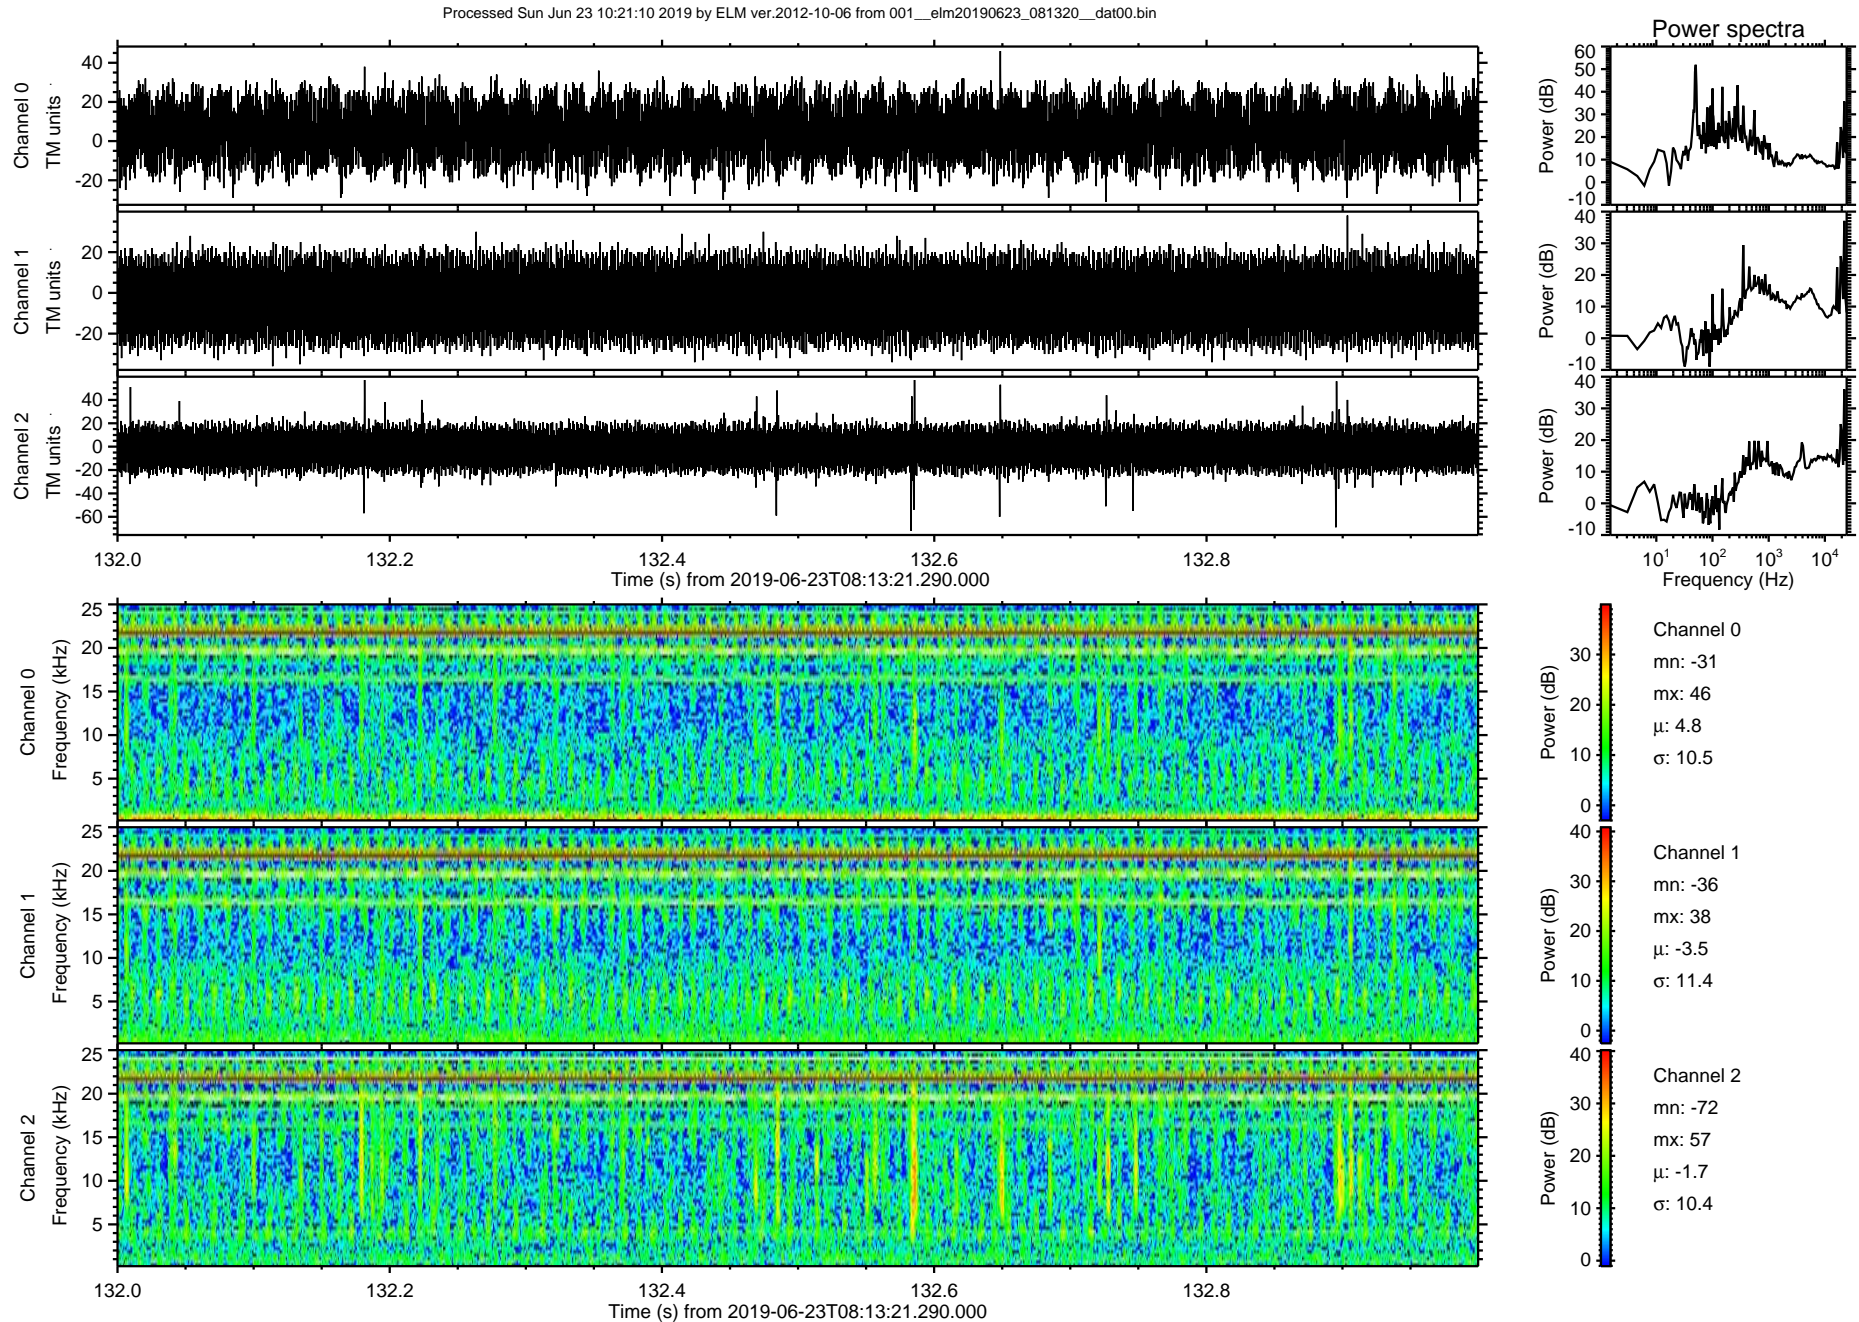 Processed Sun Jun 23 10:21:10 2019 by ELM ver.2012-10-06 from 001__elm20190623_081320__dat00.bin
Power spectra
Channel 0
TM units
40
20
0
-20
Power (dB)
60
50
40
30
20
10
0
-10
Channel 1
TM units
20
0
-20
Power (dB)
40
30
20
10
0
-10
Channel 2
TM units
40
20
0
-20
-40
-60
Power (dB)
40
30
20
10
0
-10
132.0 132.2 132.4 132.6 132.8
Time (s) from 2019-06-23T08:13:21.290.000
10¹ 10² 10³ 10⁴
Frequency (Hz)
Channel 0
Frequency (kHz)
25
20
15
10
5
Power (dB)
30
20
10
0
Channel 0
mn: -31
mx: 46
µ: 4.8
σ: 10.5
Channel 1
Frequency (kHz)
25
20
15
10
5
Power (dB)
40
30
20
10
0
Channel 1
mn: -36
mx: 38
µ: -3.5
σ: 11.4
Channel 2
Frequency (kHz)
25
20
15
10
5
Power (dB)
40
30
20
10
0
Channel 2
mn: -72
mx: 57
µ: -1.7
σ: 10.4
132.0 132.2 132.4 132.6 132.8
Time (s) from 2019-06-23T08:13:21.290.000